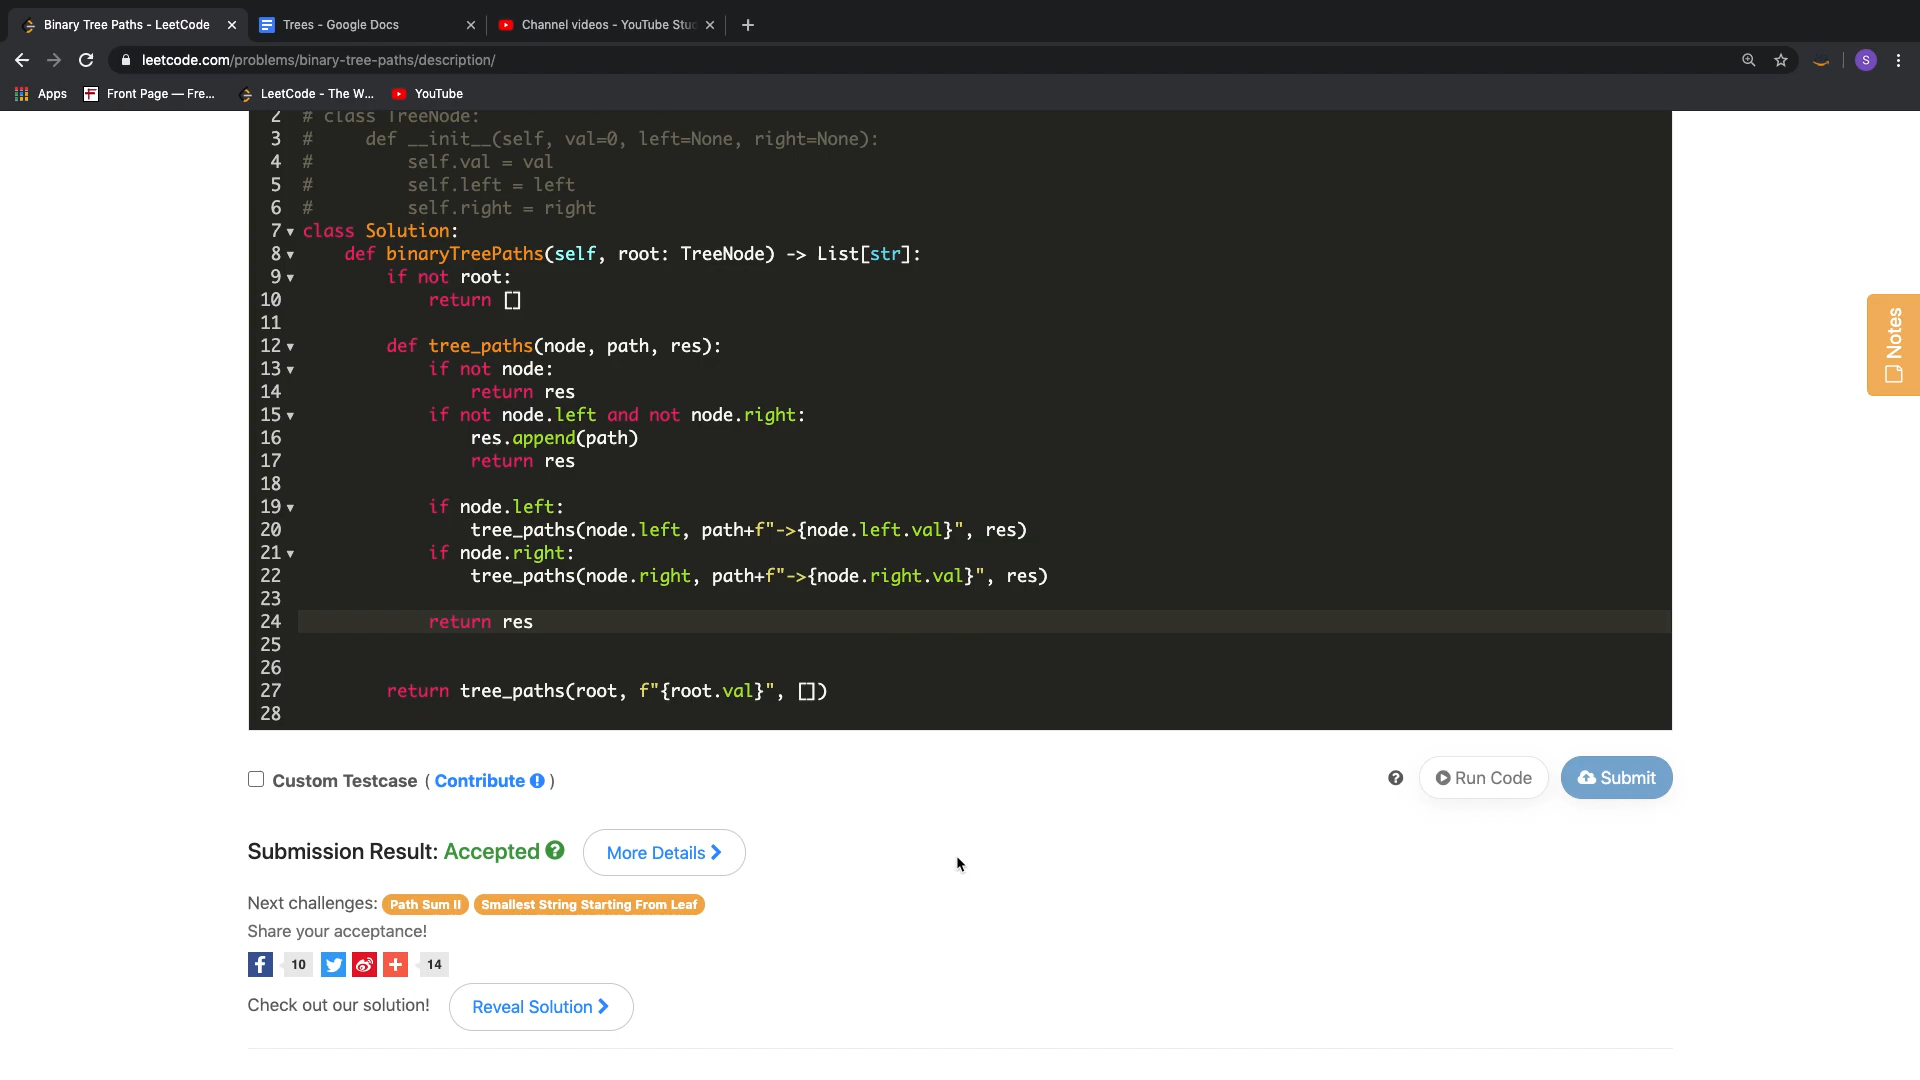 Binary Tree Paths - LeetCode
Trees - Google Docs
Channel videos - YouTube Stu
leetcode.com/problems/binary-tree-paths/description/
S
Apps
Front Page — Fre...
LeetCode - The W...
YouTube
2 # class TreeNode:
3 #     def __init__(self, val=0, left=None, right=None):
4 #         self.val = val
5 #         self.left = left
6 #         self.right = right
7 class Solution:
8     def binaryTreePaths(self, root: TreeNode) -> List[str]:
9         if not root:
10             return []
11
12         def tree_paths(node, path, res):
13             if not node:
14                 return res
15             if not node.left and not node.right:
16                 res.append(path)
17                 return res
18
19             if node.left:
20                 tree_paths(node.left, path+f"->{node.left.val}", res)
21             if node.right:
22                 tree_paths(node.right, path+f"->{node.right.val}", res)
23
24             return res
25
26
27         return tree_paths(root, f"{root.val}", [])
28
Notes
Custom Testcase ( Contribute )
Run Code
Submit
Submission Result: Accepted
More Details
Next challenges: Path Sum II Smallest String Starting From Leaf
Share your acceptance!
10 14
Check out our solution! Reveal Solution